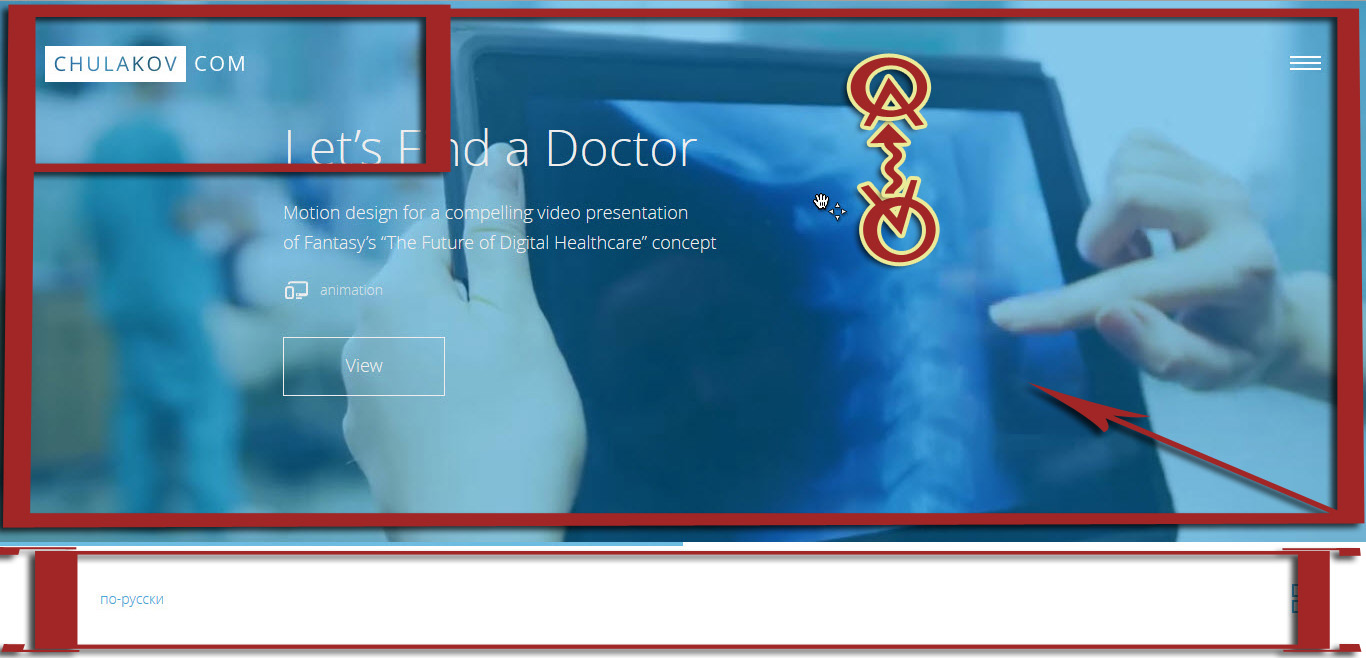 CHULAKOV COM
Let's Find a Doctor
Motion design for a compelling video presentation
of Fantasy's “The Future of Digital Healthcare” concept
animation
View
по-русски